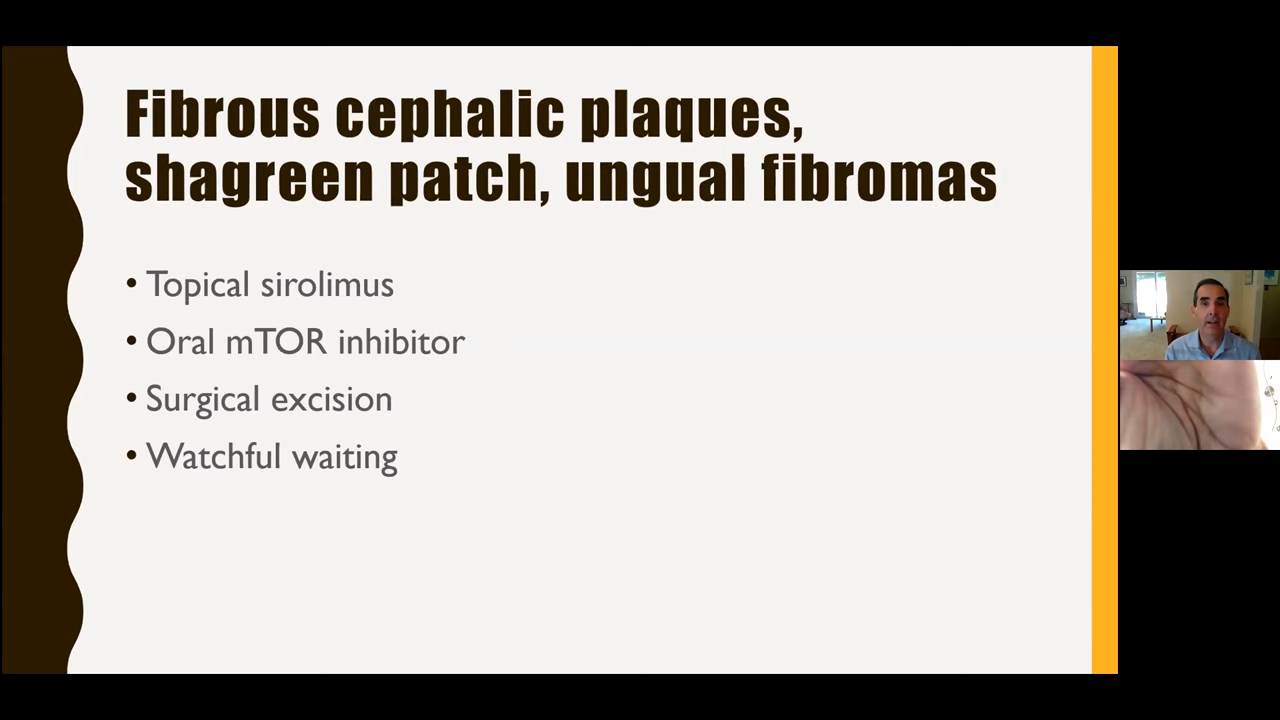 Fibrous cephalic plaques,
shagreen patch, ungual fibromas
• Topical sirolimus
• Oral mTOR inhibitor
• Surgical excision
• Watchful waiting